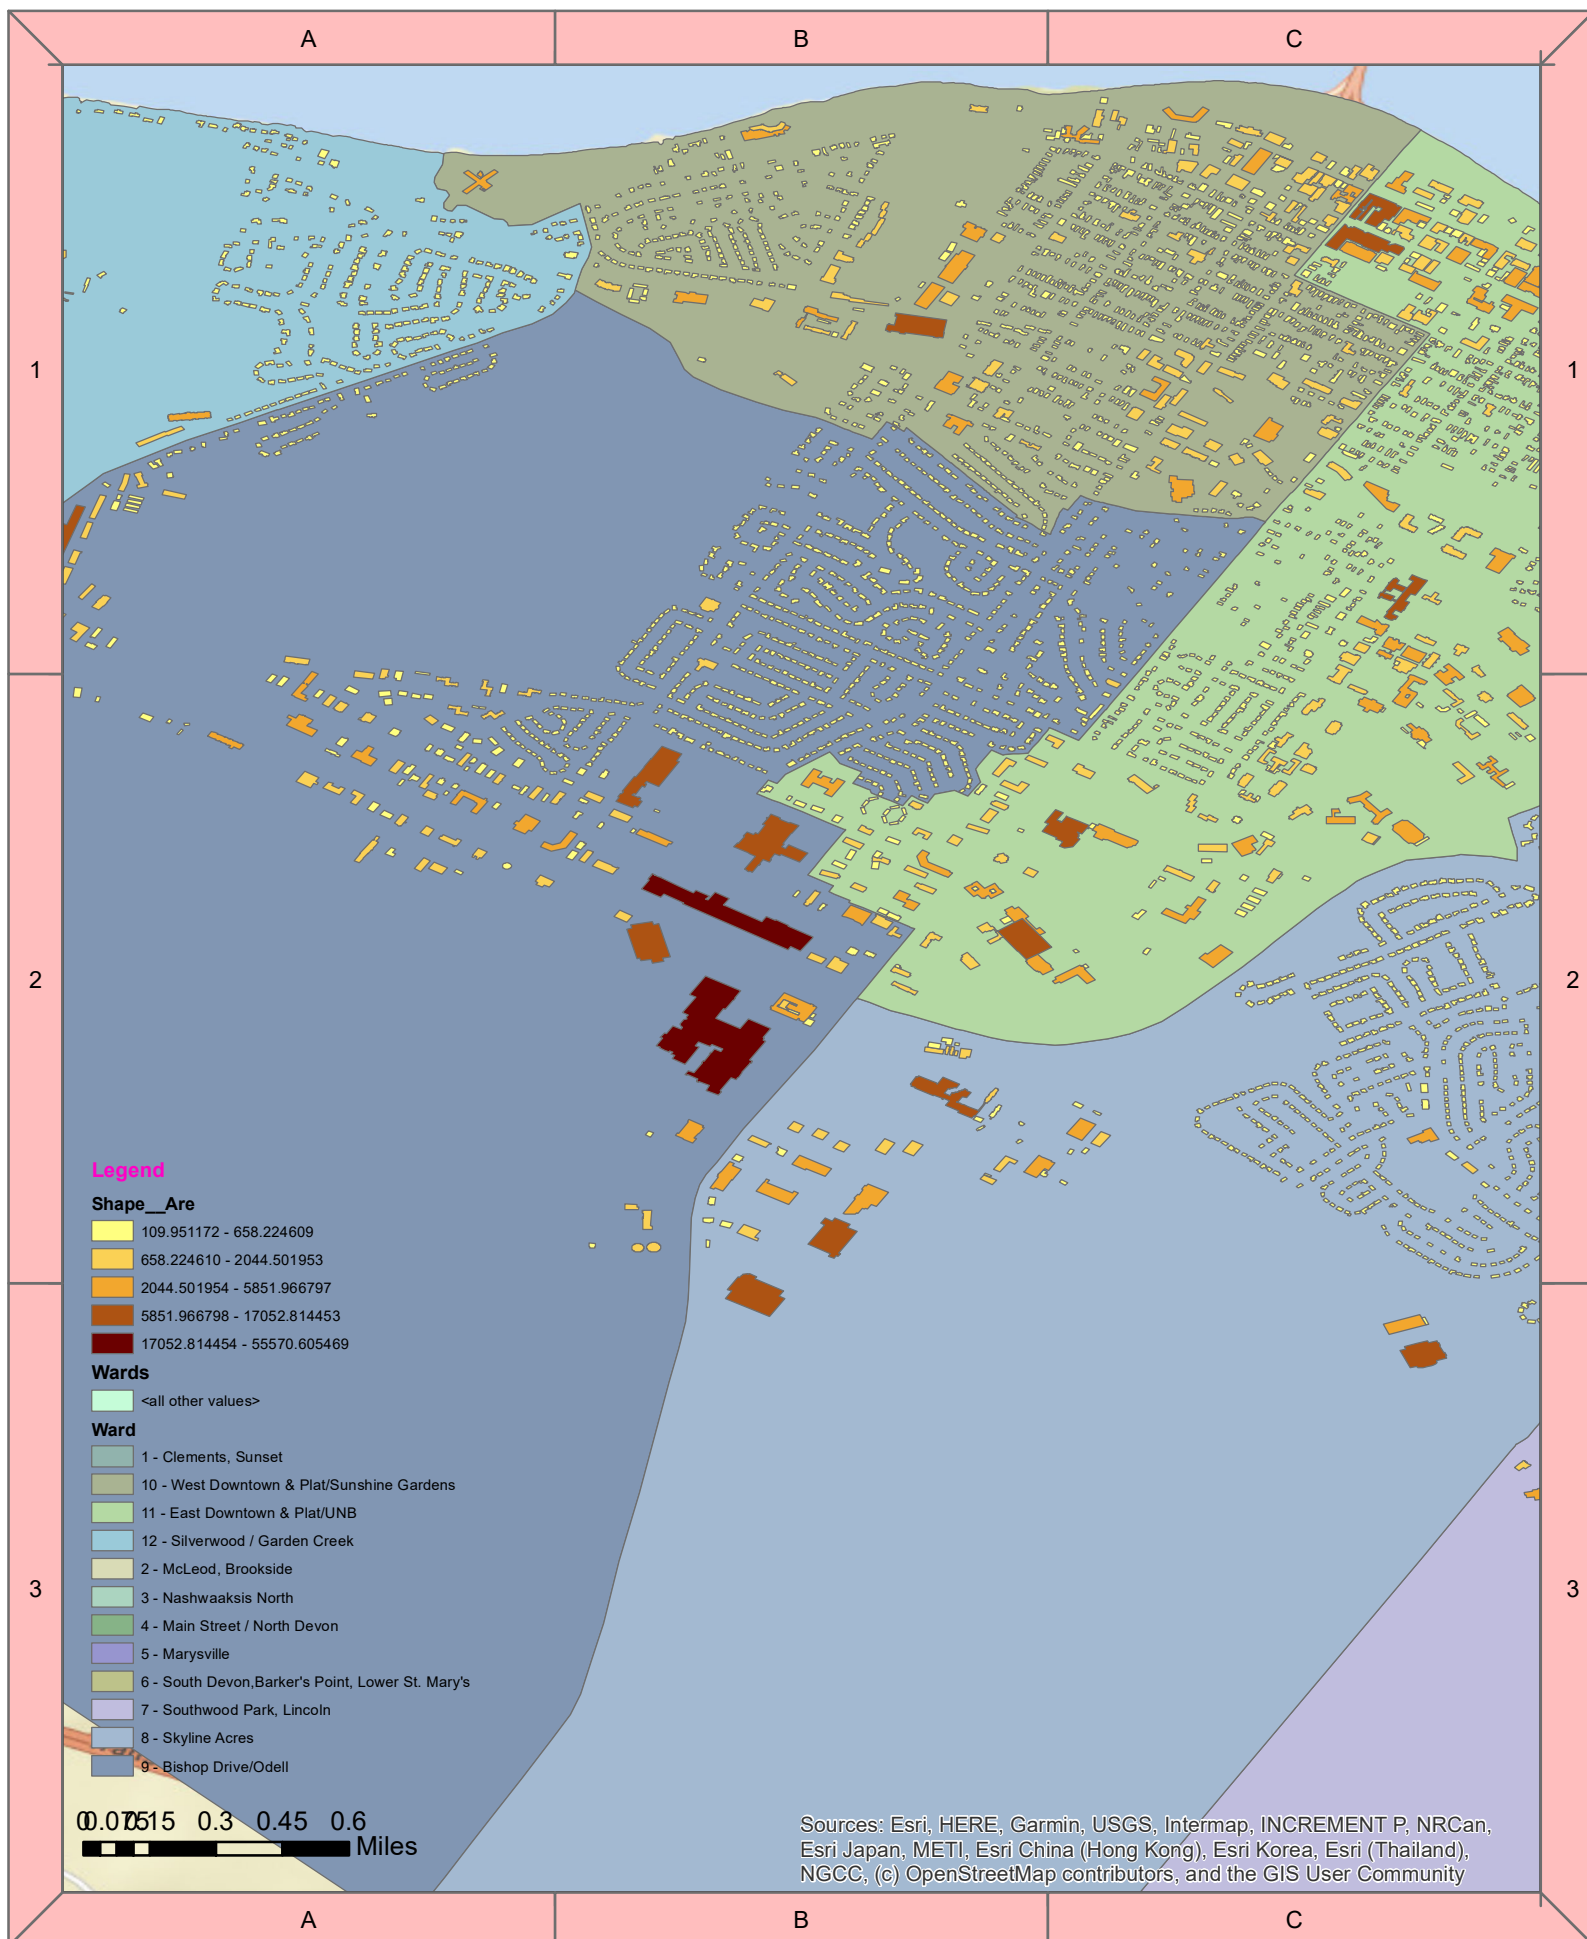 A B C
1 1
2 2
Legend
Shape__Are
109.951172 - 658.224609
658.224610 - 2044.501953
2044.501954 - 5851.966797
5851.966798 - 17052.814453
17052.814454 - 55570.605469
Wards
<all other values>
Ward
1 - Clements, Sunset
10 - West Downtown & Plat/Sunshine Gardens
11 - East Downtown & Plat/UNB
12 - Silverwood / Garden Creek
2 - McLeod, Brookside
3 3
3 - Nashwaaksis North
4 - Main Street / North Devon
5 - Marysville
6 - South Devon,Barker's Point, Lower St. Mary's
7 - Southwood Park, Lincoln
8 - Skyline Acres
9 - Bishop Drive/Odell
0 0.075 0.15 0.3 0.45 0.6
Miles
Sources: Esri, HERE, Garmin, USGS, Intermap, INCREMENT P, NRCan,
Esri Japan, METI, Esri China (Hong Kong), Esri Korea, Esri (Thailand),
NGCC, (c) OpenStreetMap contributors, and the GIS User Community
A B C